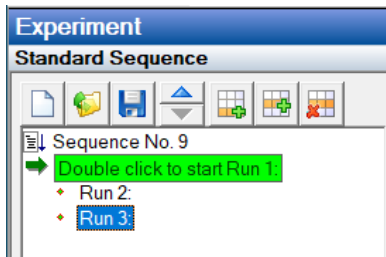 Experiment
Standard Sequence
Sequence No. 9
Double click to start Run 1:
Run 2:
Run 3: